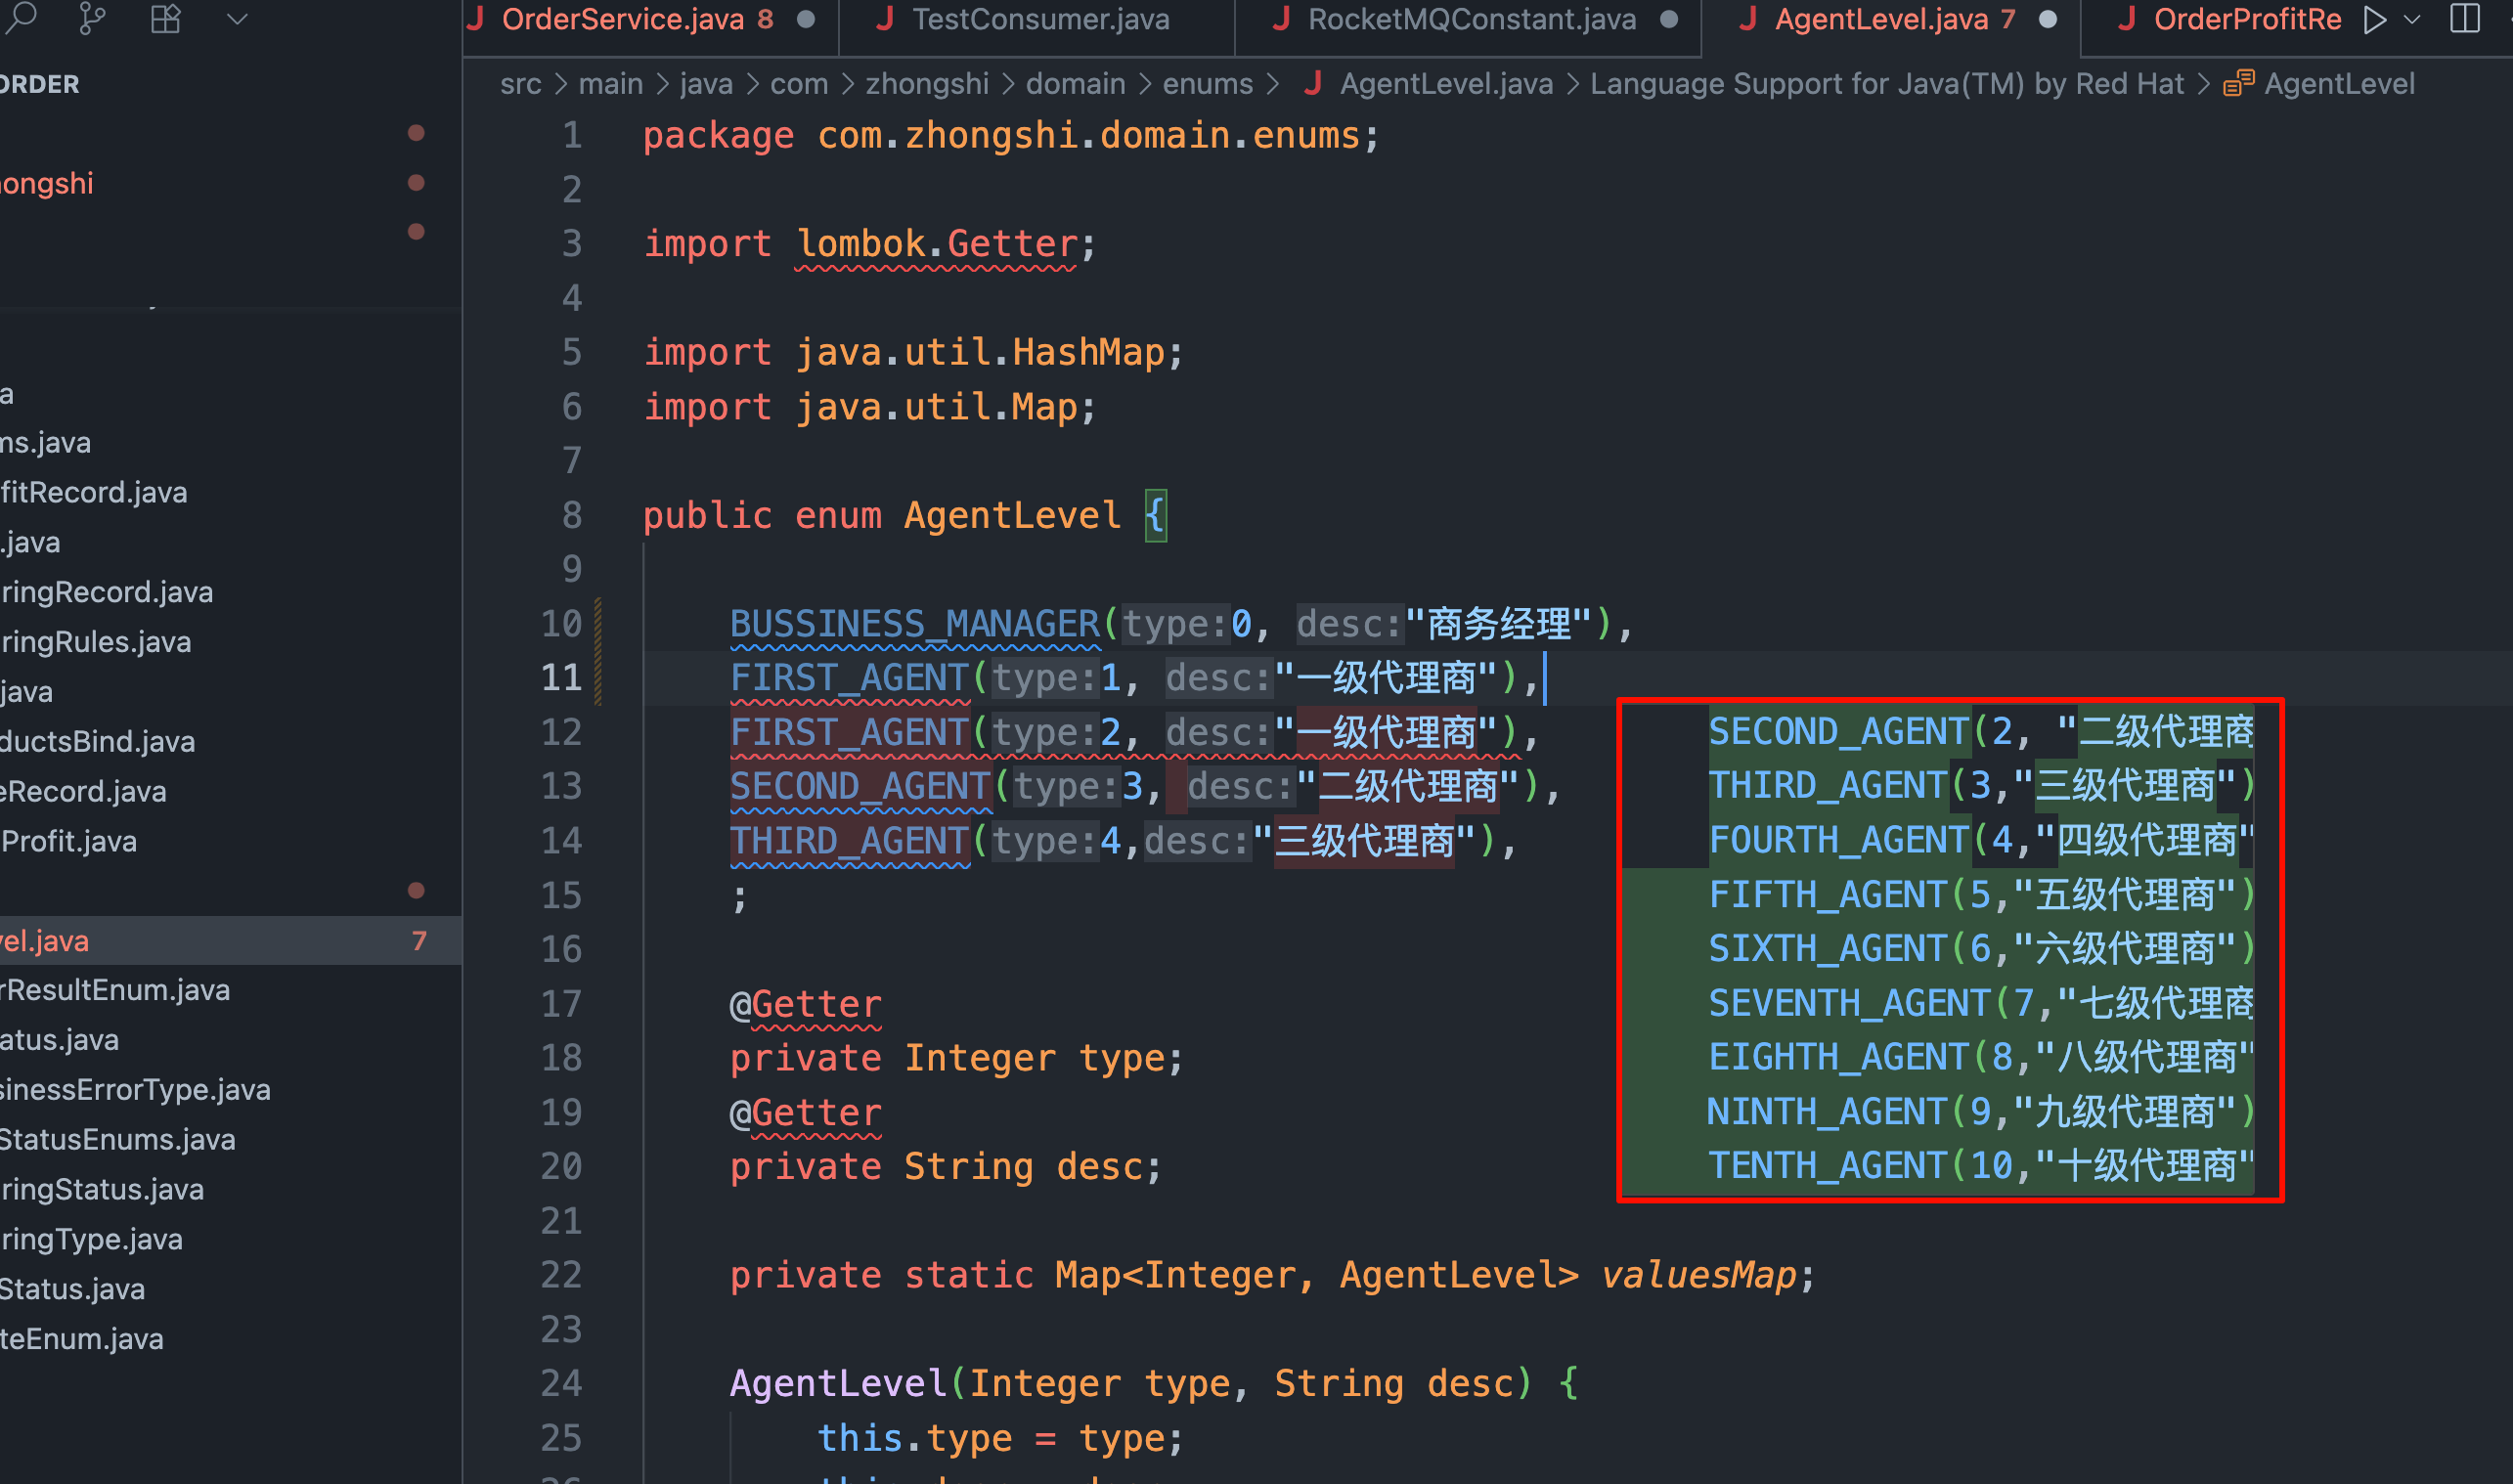 OrderService.java 8
TestConsumer.java
RocketMQConstant.java
AgentLevel.java 7
OrderProfitRe
ORDER
src > main > java > com > zhongshi > domain > enums > AgentLevel.java > Language Support for Java(TM) by Red Hat > AgentLevel
ongshi
a
ns.java
fitRecord.java
.java
ringRecord.java
ringRules.java
java
ductsBind.java
eRecord.java
Profit.java
el.java 7
rResultEnum.java
atus.java
sinessErrorType.java
StatusEnums.java
ringStatus.java
ringType.java
Status.java
teEnum.java
1 package com.zhongshi.domain.enums;
2
3 import lombok.Getter;
4
5 import java.util.HashMap;
6 import java.util.Map;
7
8 public enum AgentLevel {
9
10 BUSSINESS_MANAGER(type:0, desc:"商务经理"),
11 FIRST_AGENT(type:1, desc:"一级代理商"),
12 FIRST_AGENT(type:2, desc:"一级代理商"),
13 SECOND_AGENT(type:3, desc:"二级代理商"),
14 THIRD_AGENT(type:4,desc:"三级代理商"),
15 ;
16
17 @Getter
18 private Integer type;
19 @Getter
20 private String desc;
21
22 private static Map<Integer, AgentLevel> valuesMap;
23
24 AgentLevel(Integer type, String desc) {
25 this.type = type;
SECOND_AGENT(2, "二级代理商
THIRD_AGENT(3,"三级代理商")
FOURTH_AGENT(4,"四级代理商"
FIFTH_AGENT(5,"五级代理商")
SIXTH_AGENT(6,"六级代理商")
SEVENTH_AGENT(7,"七级代理商
EIGHTH_AGENT(8,"八级代理商"
NINTH_AGENT(9,"九级代理商")
TENTH_AGENT(10,"十级代理商"